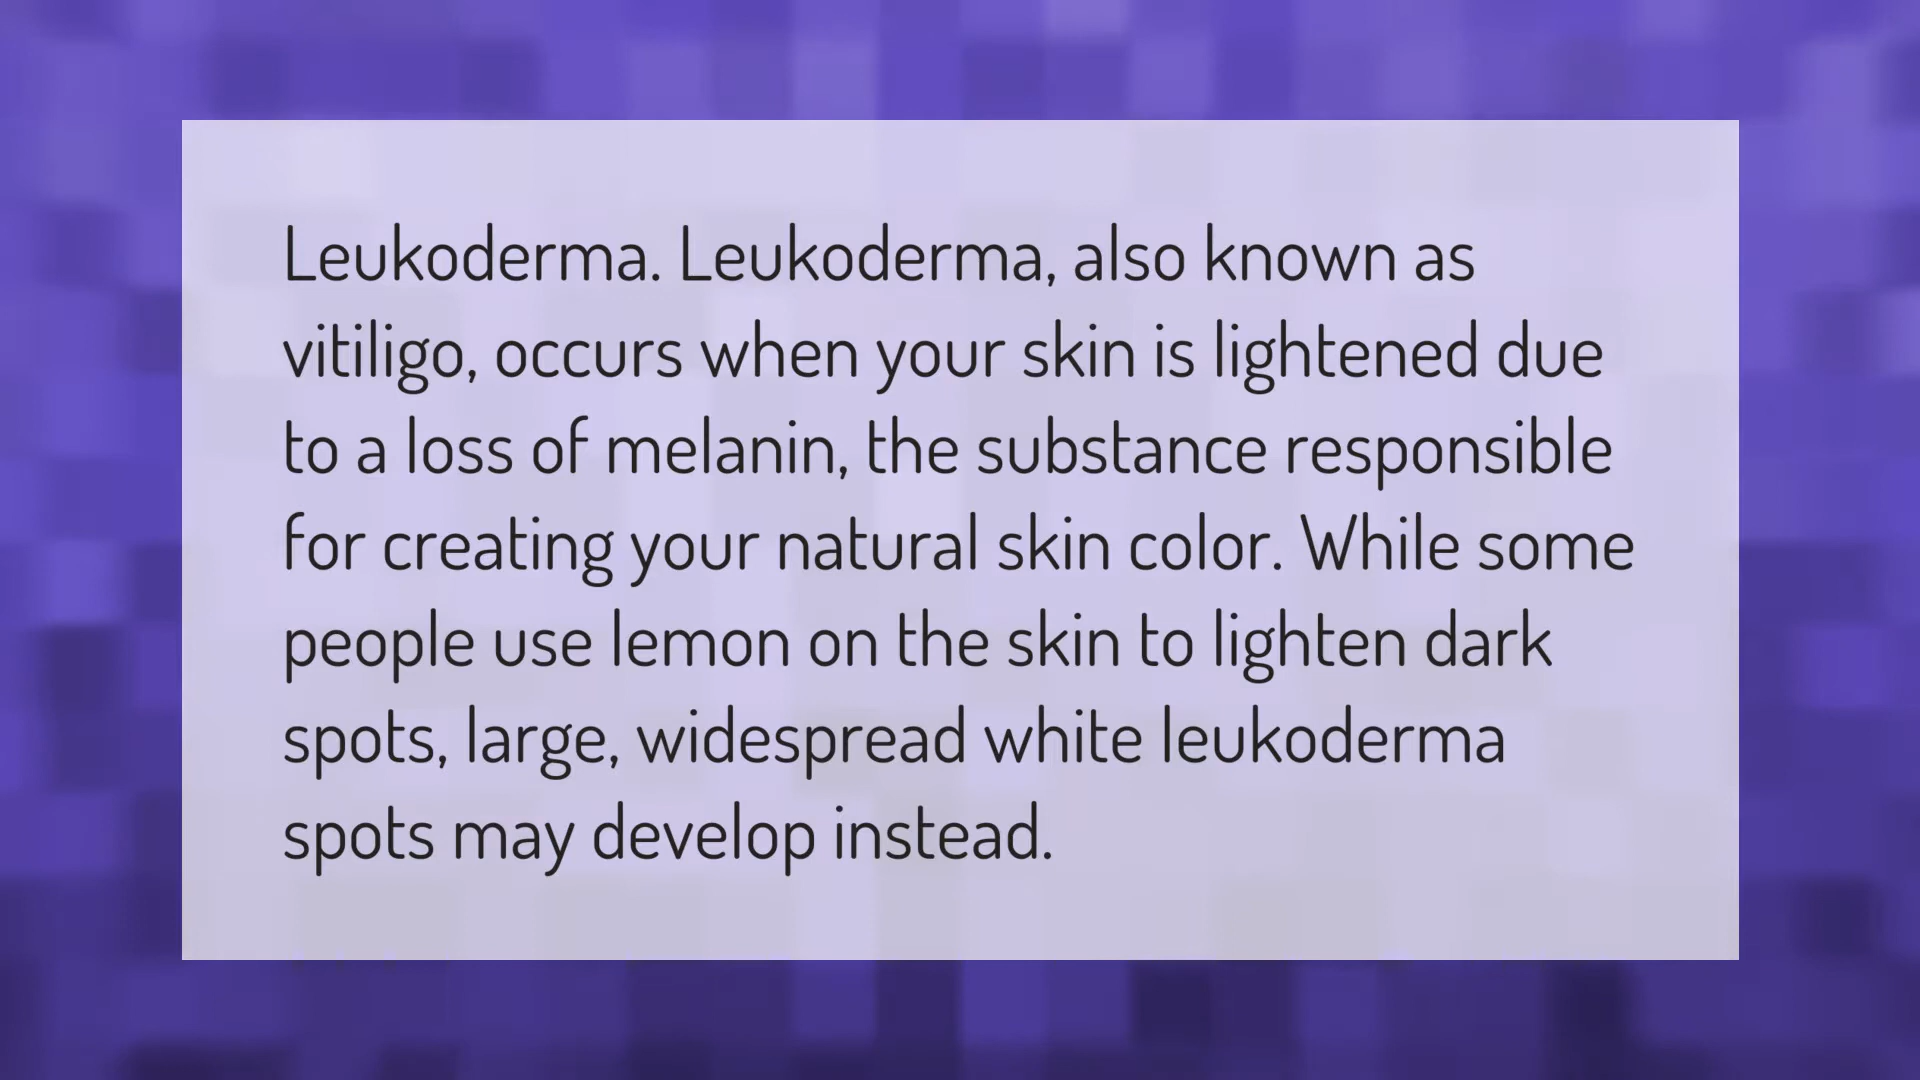 Leukoderma. Leukoderma, also known as
vitiligo, occurs when your skin is lightened due
to a loss of melanin, the substance responsible
for creating your natural skin color. While some
people use lemon on the skin to lighten dark
spots, large, widespread white leukoderma
spots may develop instead.